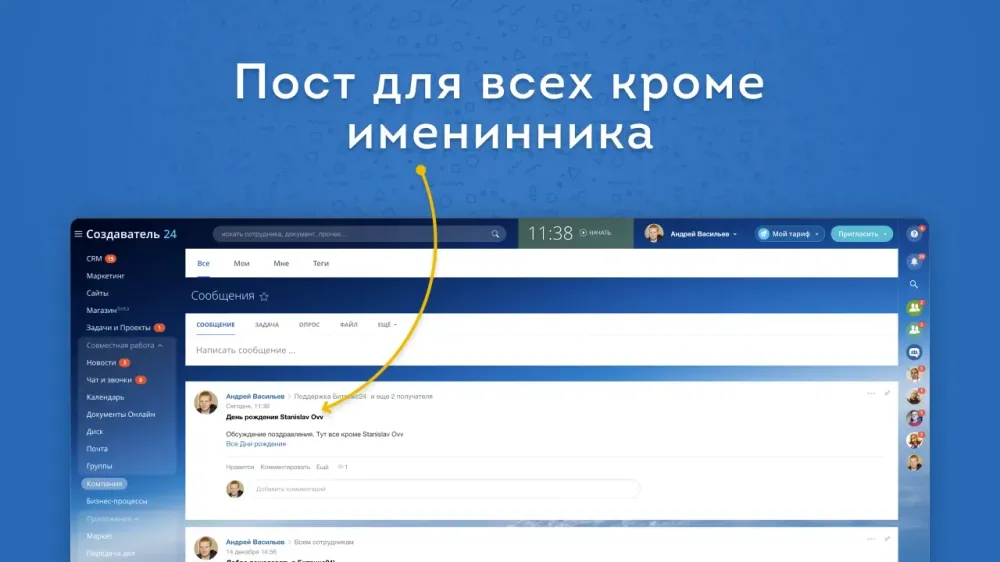 Пост для всех кроме
именинника
Создаватель 24
искать сотрудника, документ, прочее...
11:38
НАЧАТЬ
Андрей Васильев
Мой тариф
Пригласить
CRM 15
Маркетинг
Сайты
Магазин beta
Задачи и Проекты 1
Совместная работа
Новости 3
Чат и звонки 3
Календарь
Документы Онлайн
Диск
Почта
Группы
Компания
Бизнес-процессы
Приложения
Маркет
Все Мои Мне Теги
Сообщения
СООБЩЕНИЕ ЗАДАЧА ОПРОС ФАЙЛ ЕЩЁ
Написать сообщение ...
Андрей Васильев > Поддержка Битрикс24 и еще 2 получателя
Сегодня, 11:38
День рождения Stanislav Ovv
Обсуждение поздравления. Тут все кроме Stanislav Ovv
Все Дни рождения
Нравится Комментировать Ещё 1
Добавить комментарий
Андрей Васильев > Всем сотрудникам
14 декабря 14:56